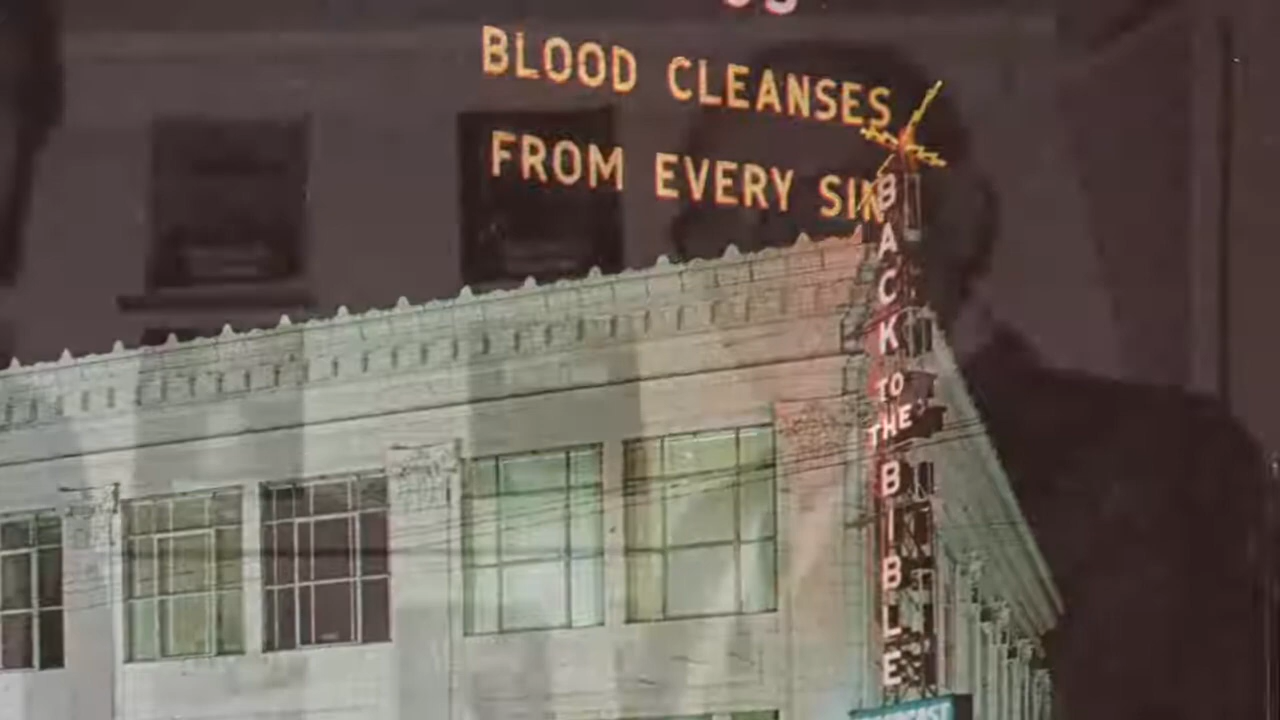 BLOOD CLEANSES
FROM EVERY SIN
BACK
TO
THE
BIBLE